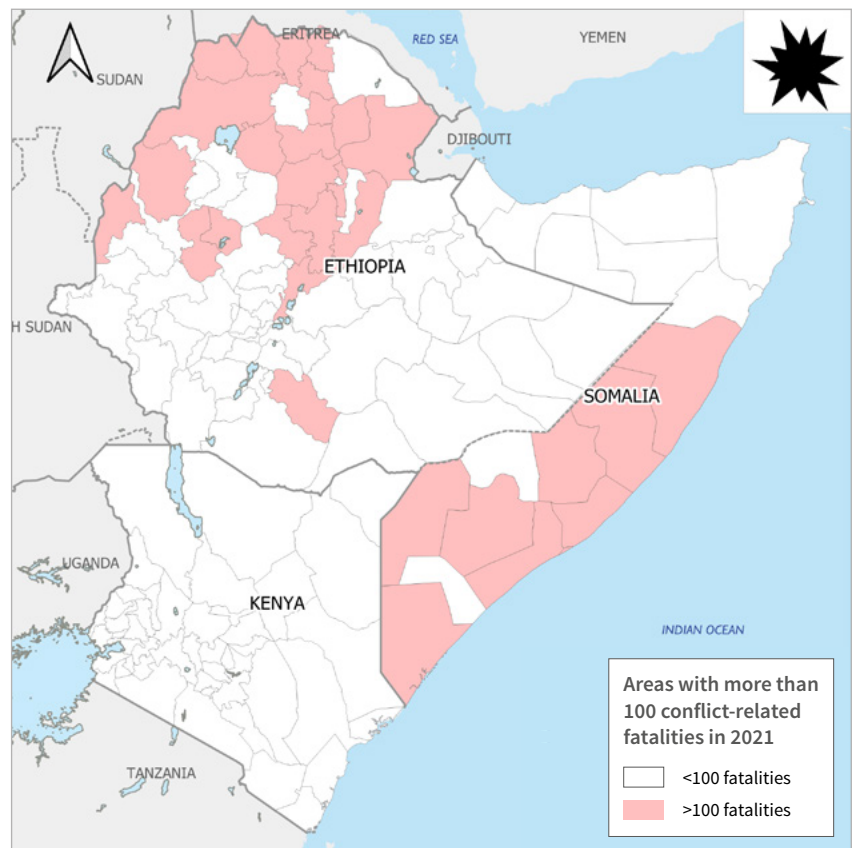 ERITREA
RED SEA
YEMEN
SUDAN
DJIBOUTI
ETHIOPIA
H SUDAN
SOMALIA
UGANDA
KENYA
INDIAN OCEAN
TANZANIA
Areas with more than
100 conflict-related
fatalities in 2021
<100 fatalities
>100 fatalities